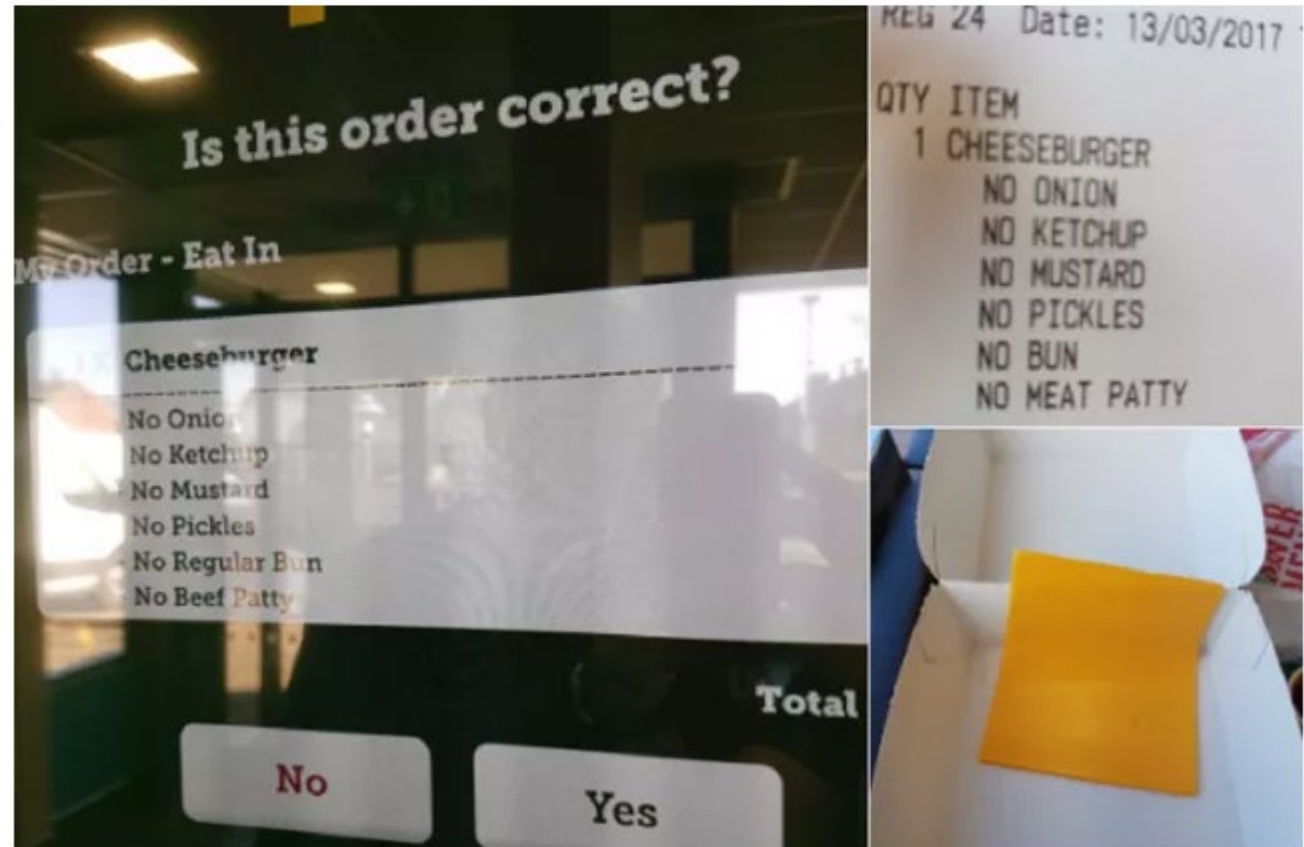 Is this order correct?
My Order - Eat In
Cheeseburger
No Onion
No Ketchup
No Mustard
No Pickles
No Regular Bun
No Beef Patty
Total
No
Yes
REG 24 Date: 13/03/2017
QTY ITEM
1 CHEESEBURGER
NO ONION
NO KETCHUP
NO MUSTARD
NO PICKLES
NO BUN
NO MEAT PATTY